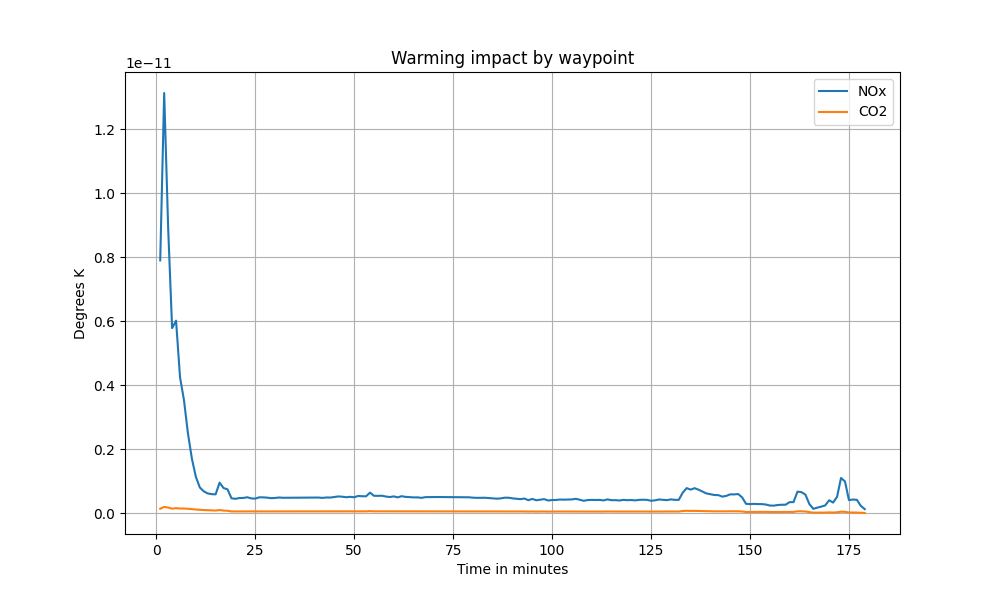 Warming impact by waypoint
1e−11
NOx
CO2
1.2
1.0
0.8
0.6
0.4
0.2
0.0
Degrees K
0 25 50 75 100 125 150 175
Time in minutes